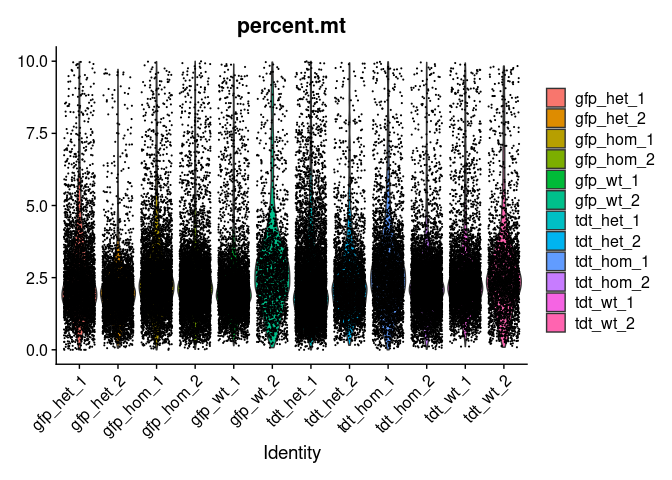 percent.mt
10.0
7.5
5.0
2.5
0.0
gfp_het_1
gfp_het_2
gfp_hom_1
gfp_hom_2
gfp_wt_1
gfp_wt_2
tdt_het_1
tdt_het_2
tdt_hom_1
tdt_hom_2
tdt_wt_1
tdt_wt_2
Identity
gfp_het_1
gfp_het_2
gfp_hom_1
gfp_hom_2
gfp_wt_1
gfp_wt_2
tdt_het_1
tdt_het_2
tdt_hom_1
tdt_hom_2
tdt_wt_1
tdt_wt_2